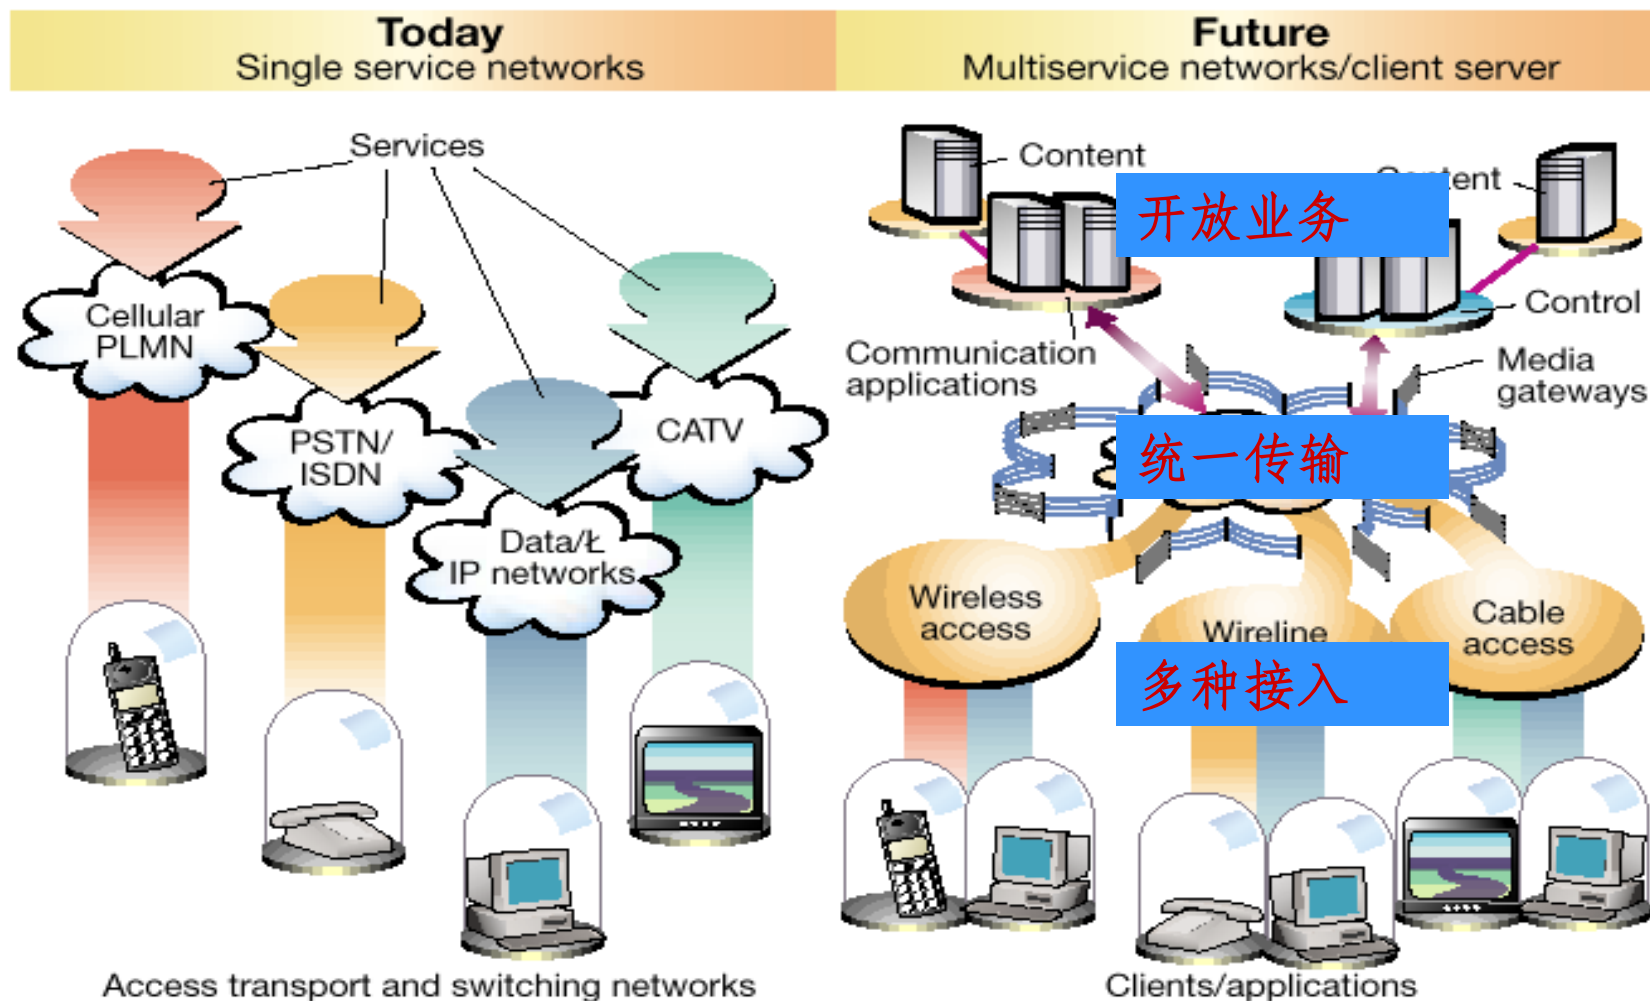 Today
Single service networks
Services
Cellular
PLMN
PSTN/
ISDN
CATV
Data/Ł
IP networks
Access transport and switching networks
Future
Multiservice networks/client server
Content
开放业务
Control
Communication
applications
Media
gateways
统一传输
Wireless
access
Wireline
Cable
access
多种接入
Clients/applications